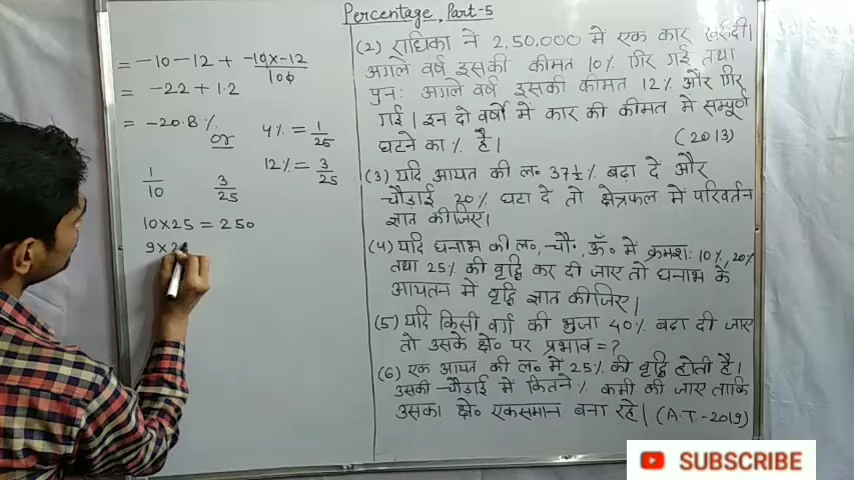 Percentage, Part-5
= -10-12 + -10x-12/100
= -22 + 1.2
= -20.8%
or
4% = 1/25
12% = 3/25
1/10 3/25
10x25 = 250
9x2
(2) राधिका ने 2,50,000 में एक कार खरीदी।
अगले वर्ष इसकी कीमत 10% गिर गई तथा
पुनः अगले वर्ष इसकी कीमत 12% और गिर
गई। इन दो वर्षों में कार की कीमत में सम्पूर्ण
घटने का % है। (2013)
(3) यदि आयत की ल० 37½% बढ़ा दें और
चौड़ाई 20% घटा दे तो क्षेत्रफल में परिवर्तन
ज्ञात कीजिए।
(4) यदि घनाभ की ल०, चौ०, ऊँ० में क्रमशः 10%, 20%
तथा 25% की वृद्धि कर दी जाए तो घनाभ के
आयतन में वृद्धि ज्ञात कीजिए।
(5) यदि किसी वर्ग की भुजा 40% बढ़ा दी जाए
तो उसके क्षे० पर प्रभाव = ?
(6) एक आयत की ल० में 25% की वृद्धि होती है।
उसकी चौड़ाई में कितने % कमी की जाए ताकि
उसका क्षे० एकसमान बना रहे। (A.T.-2019)
SUBSCRIBE